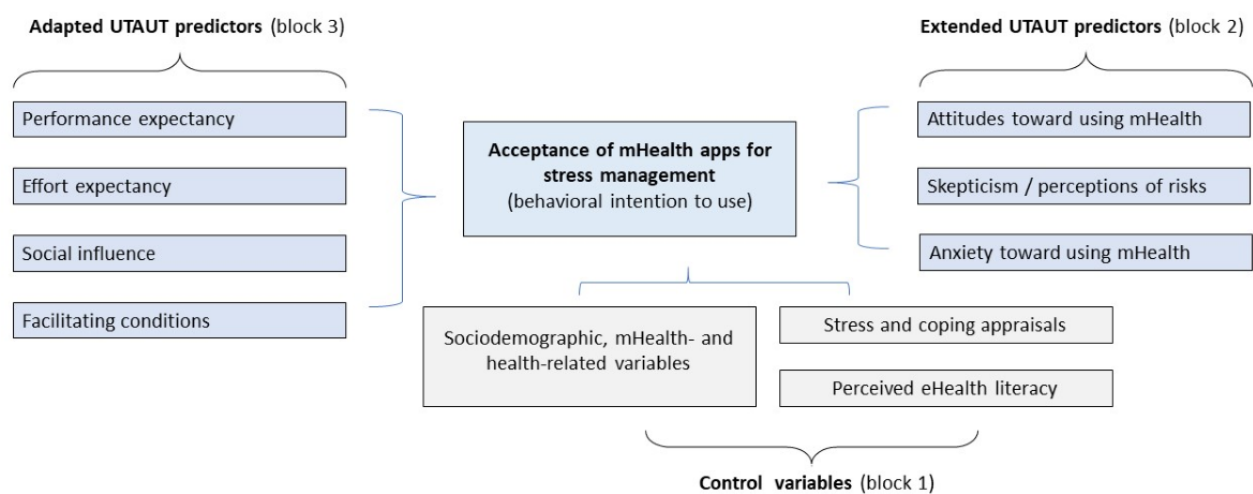 Adapted UTAUT predictors (block 3)
Performance expectancy
Effort expectancy
Social influence
Facilitating conditions
Acceptance of mHealth apps for
stress management
(behavioral intention to use)
Extended UTAUT predictors (block 2)
Attitudes toward using mHealth
Skepticism / perceptions of risks
Anxiety toward using mHealth
Sociodemographic, mHealth- and
health-related variables
Stress and coping appraisals
Perceived eHealth literacy
Control variables (block 1)